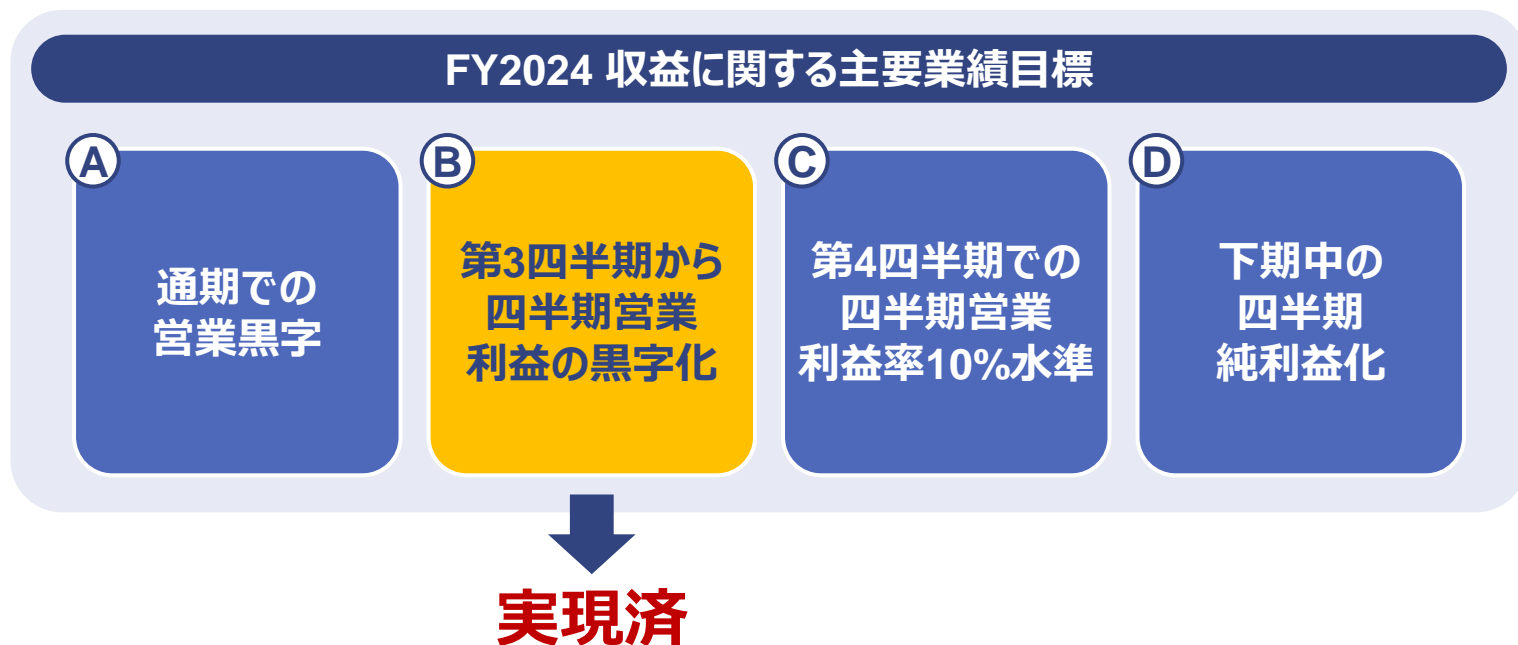 FY2024 収益に関する主要業績目標
A
通期での
営業黒字
B
第3四半期から
四半期営業
利益の黒字化
C
第4四半期での
四半期営業
利益率10%水準
D
下期中の
四半期
純利益化
実現済